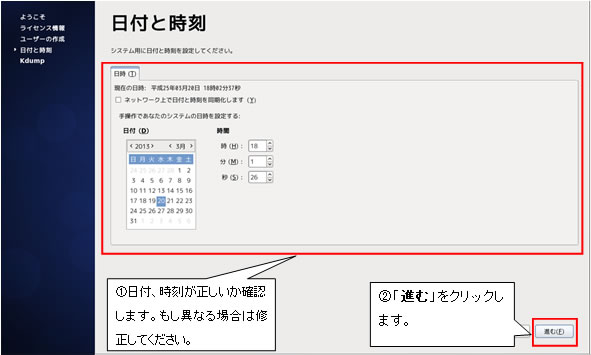 ようこそ
ライセンス情報
ユーザーの作成
日付と時刻
Kdump
日付と時刻
システム用に日付と時刻を設定してください。
日時 (T)
現在の日時: 平成25年03月20日 18時02分37秒
ネットワーク上で日付と時刻を同期化します (Y)
手操作であなたのシステムの日時を設定する:
日付 (D)
時間
< 2013 > < 3月 >
日 月 火 水 木 金 土
24 25 26 27 28 1 2
3 4 5 6 7 8 9
10 11 12 13 14 15 16
17 18 19 20 21 22 23
24 25 26 27 28 29 30
31 1 2 3 4 5 6
時 (H): 18
分 (M): 1
秒 (S): 26
①日付、時刻が正しいか確認
します。もし異なる場合は修
正してください。
②「進む」をクリックし
ます。
進む(F)